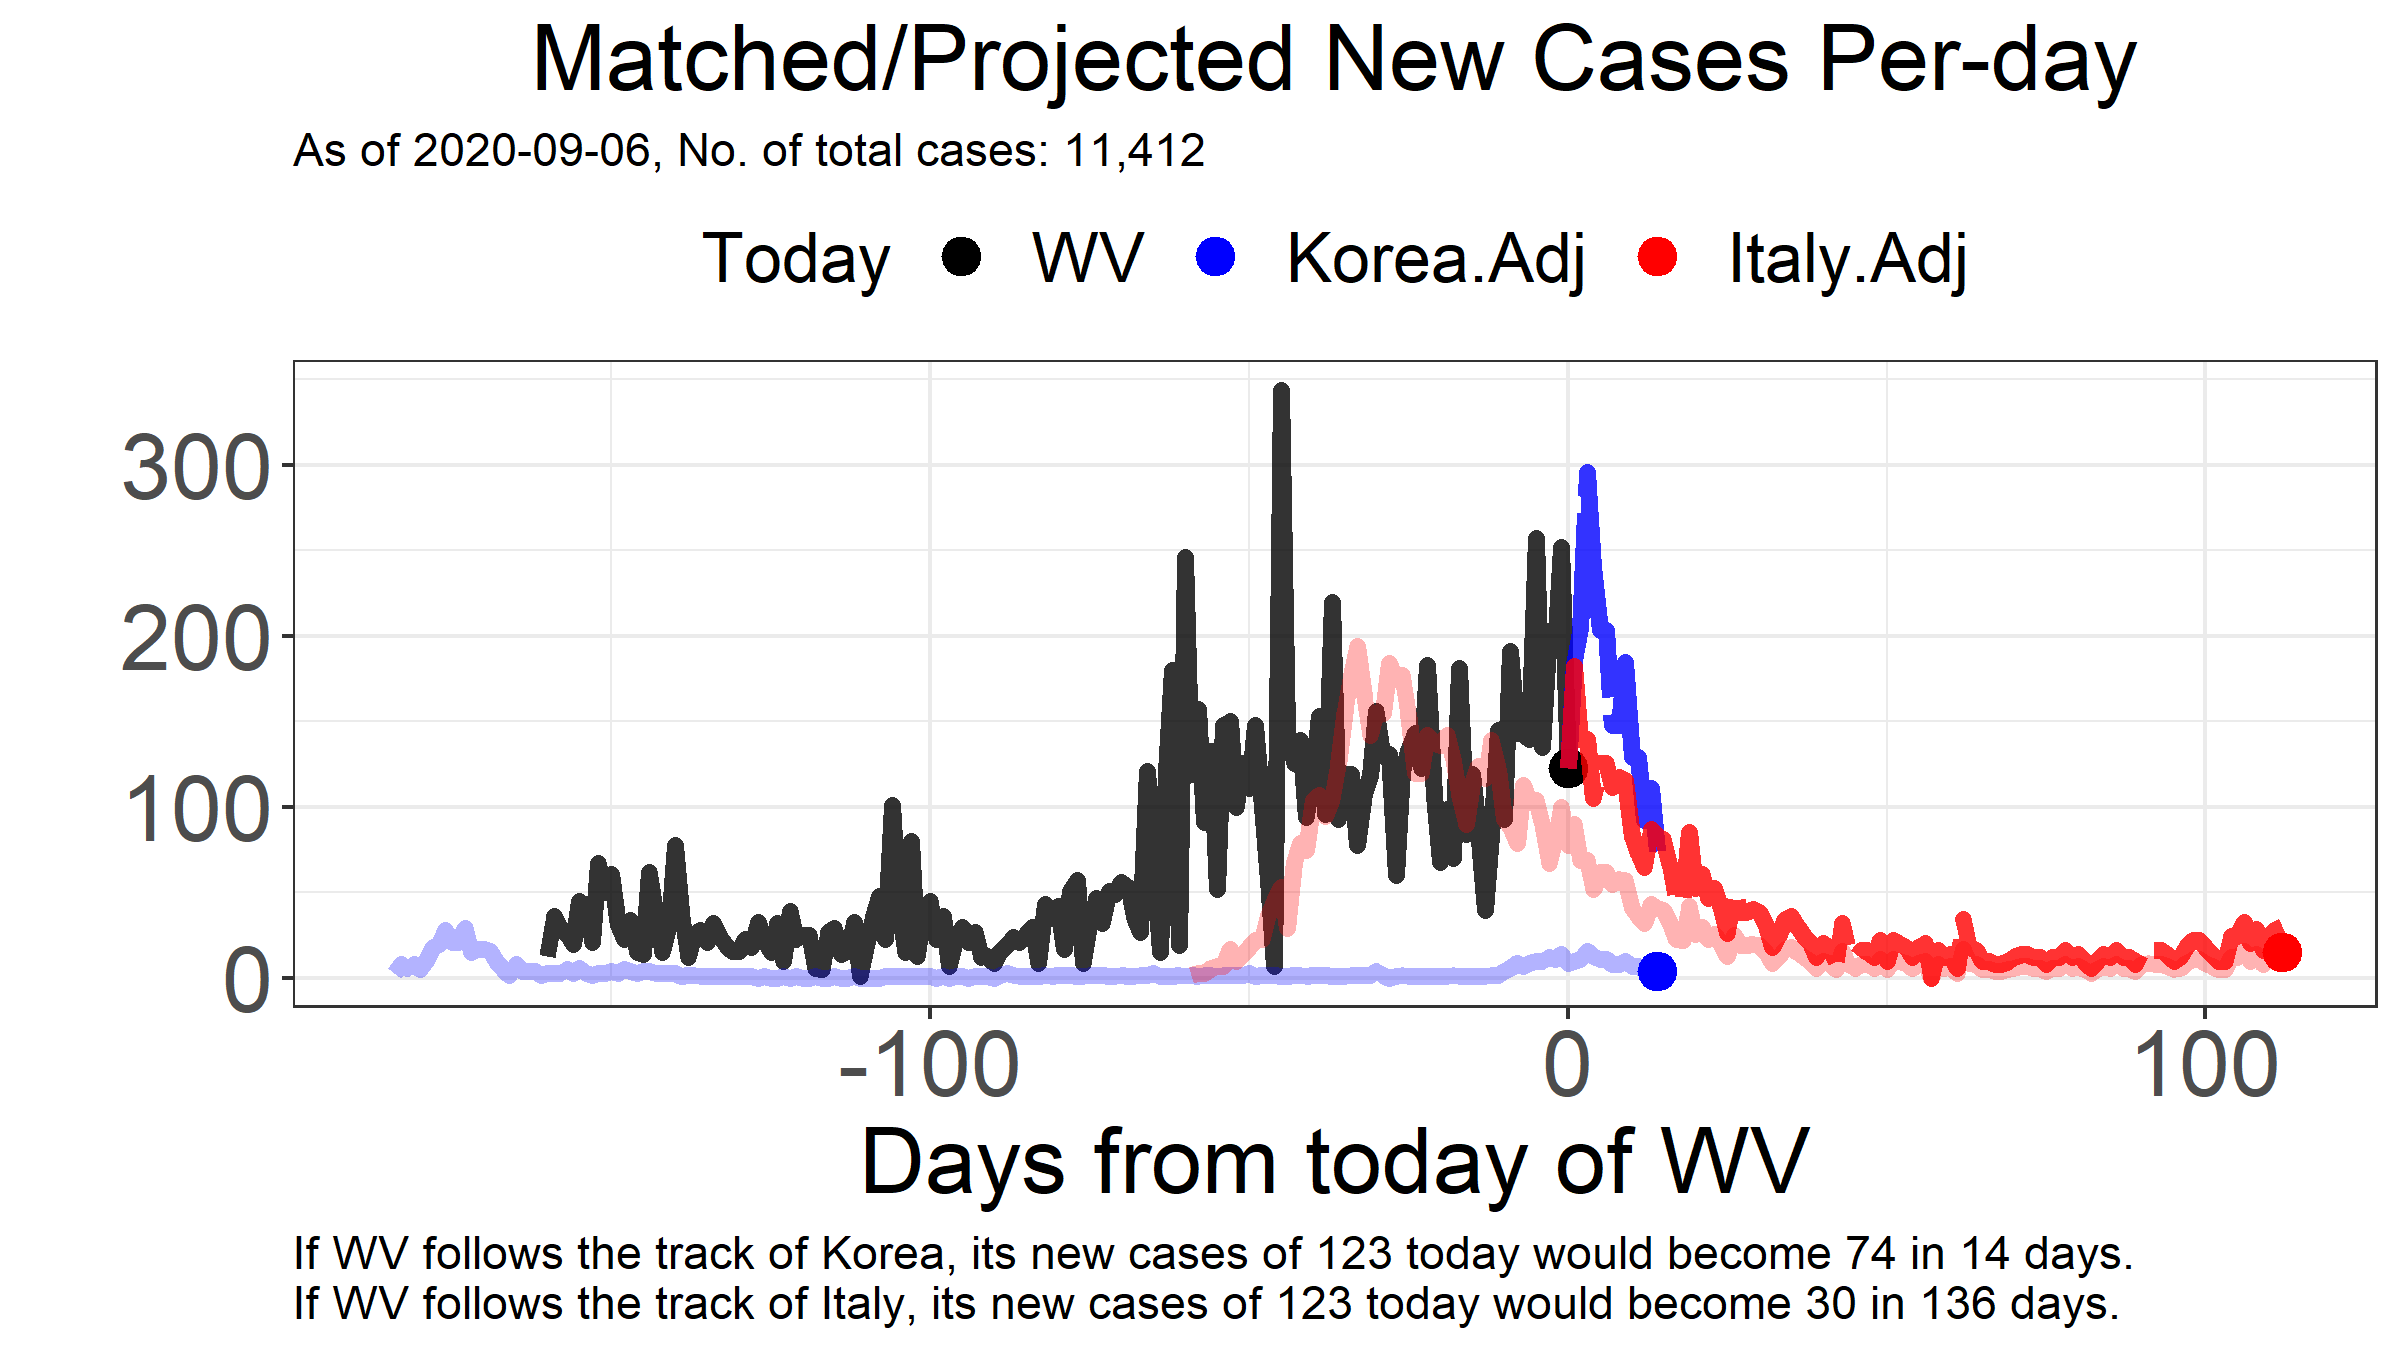 Matched/Projected New Cases Per-day
As of 2020-09-06, No. of total cases: 11,412
Today WV Korea.Adj Italy.Adj
300
200
100
0
-100 0 100
Days from today of WV
If WV follows the track of Korea, its new cases of 123 today would become 74 in 14 days.
If WV follows the track of Italy, its new cases of 123 today would become 30 in 136 days.